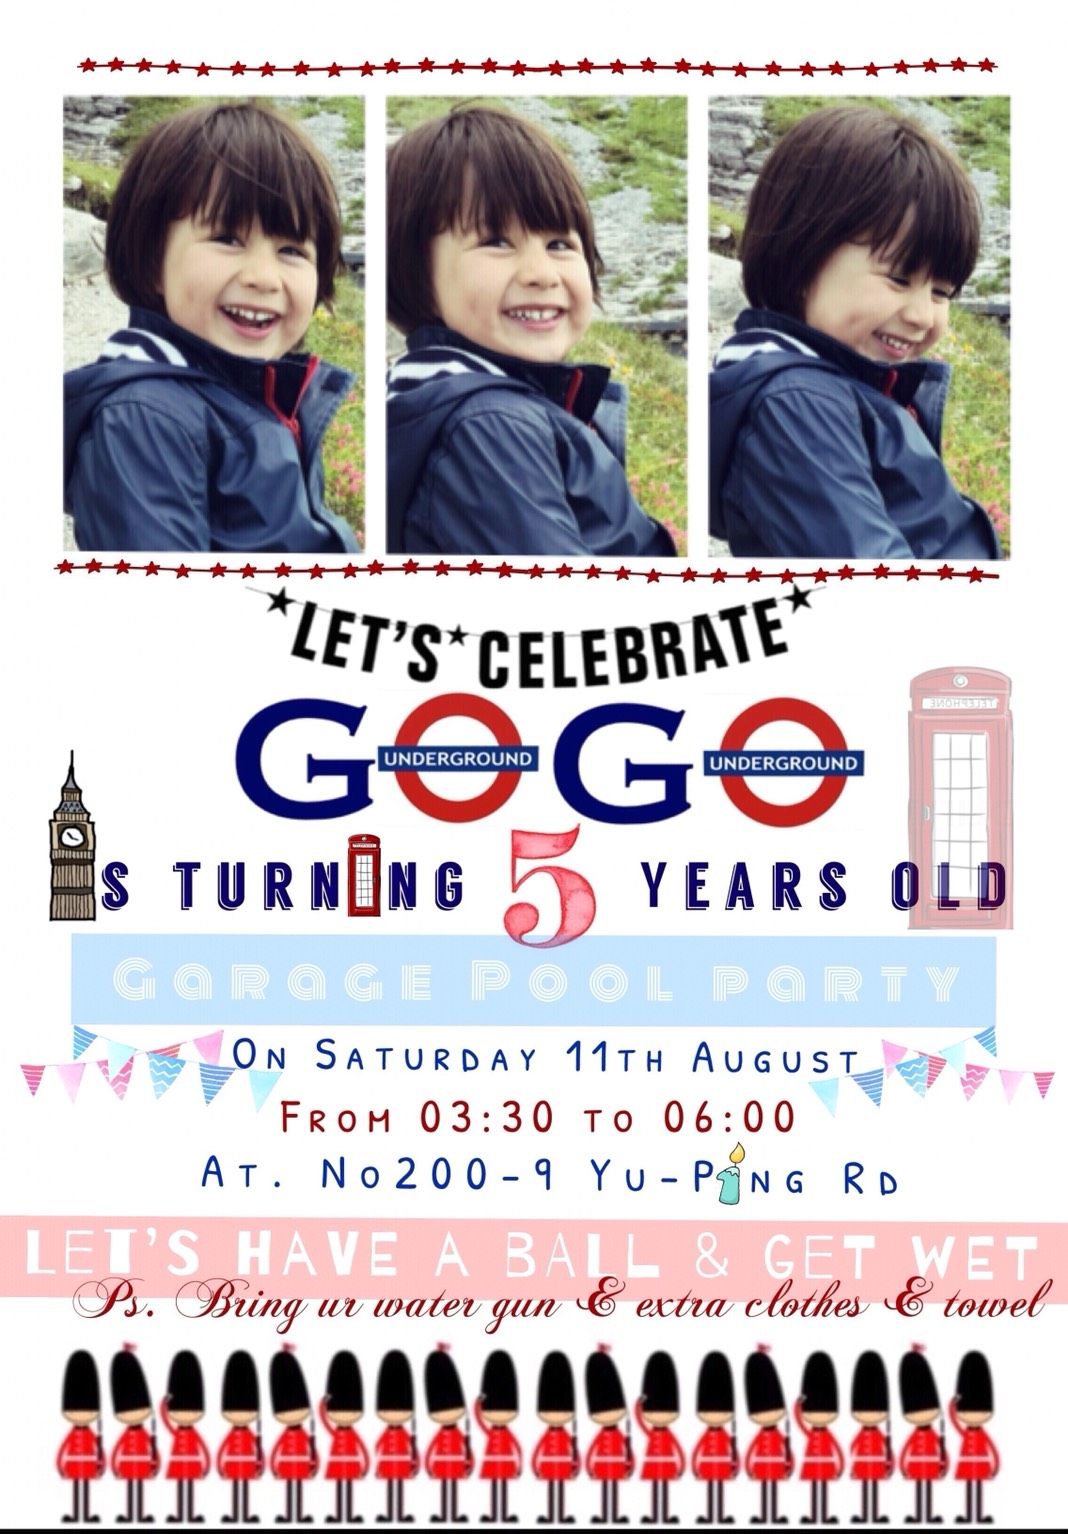 LET'S CELEBRATE
GOGO
UNDERGROUND UNDERGROUND
TELEPHONE
IS TURNING 5 YEARS OLD
GARAGE POOL PARTY
ON SATURDAY 11TH AUGUST
FROM 03:30 TO 06:00
AT. NO200-9 YU-PING RD
LET'S HAVE A BALL & GET WET
Ps. Bring ur water gun & extra clothes & towel